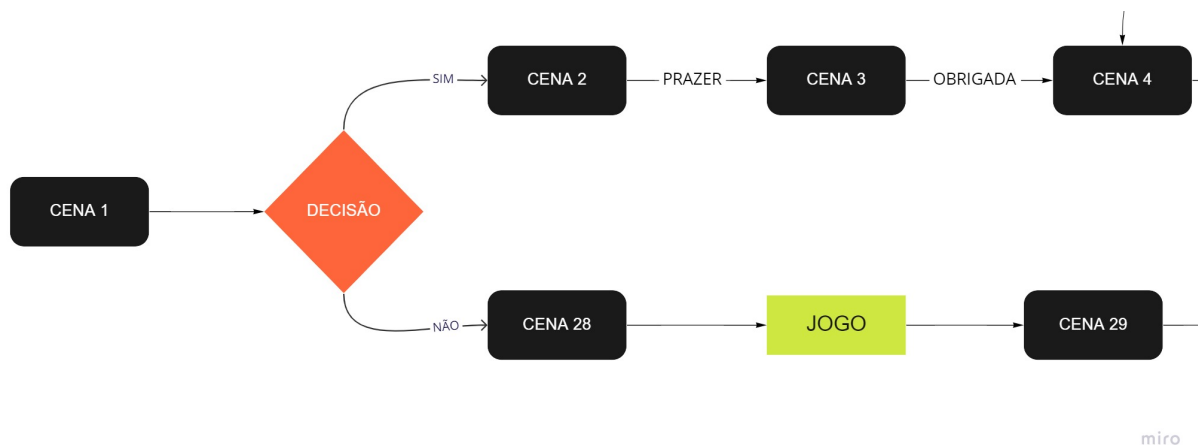 SIM
CENA 2
PRAZER
CENA 3
OBRIGADA
CENA 4
CENA 1
DECISÃO
NÃO
CENA 28
JOGO
CENA 29
miro